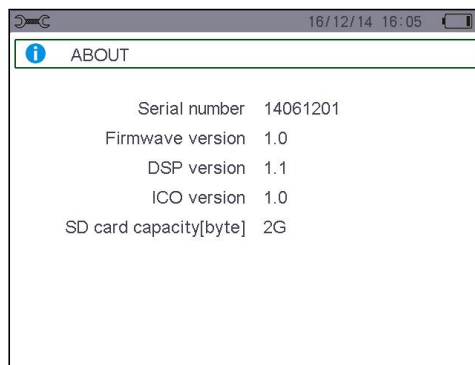 16/12/14 16:05
ABOUT
Serial number 14061201
Firmwave version 1.0
DSP version 1.1
ICO version 1.0
SD card capacity[byte] 2G